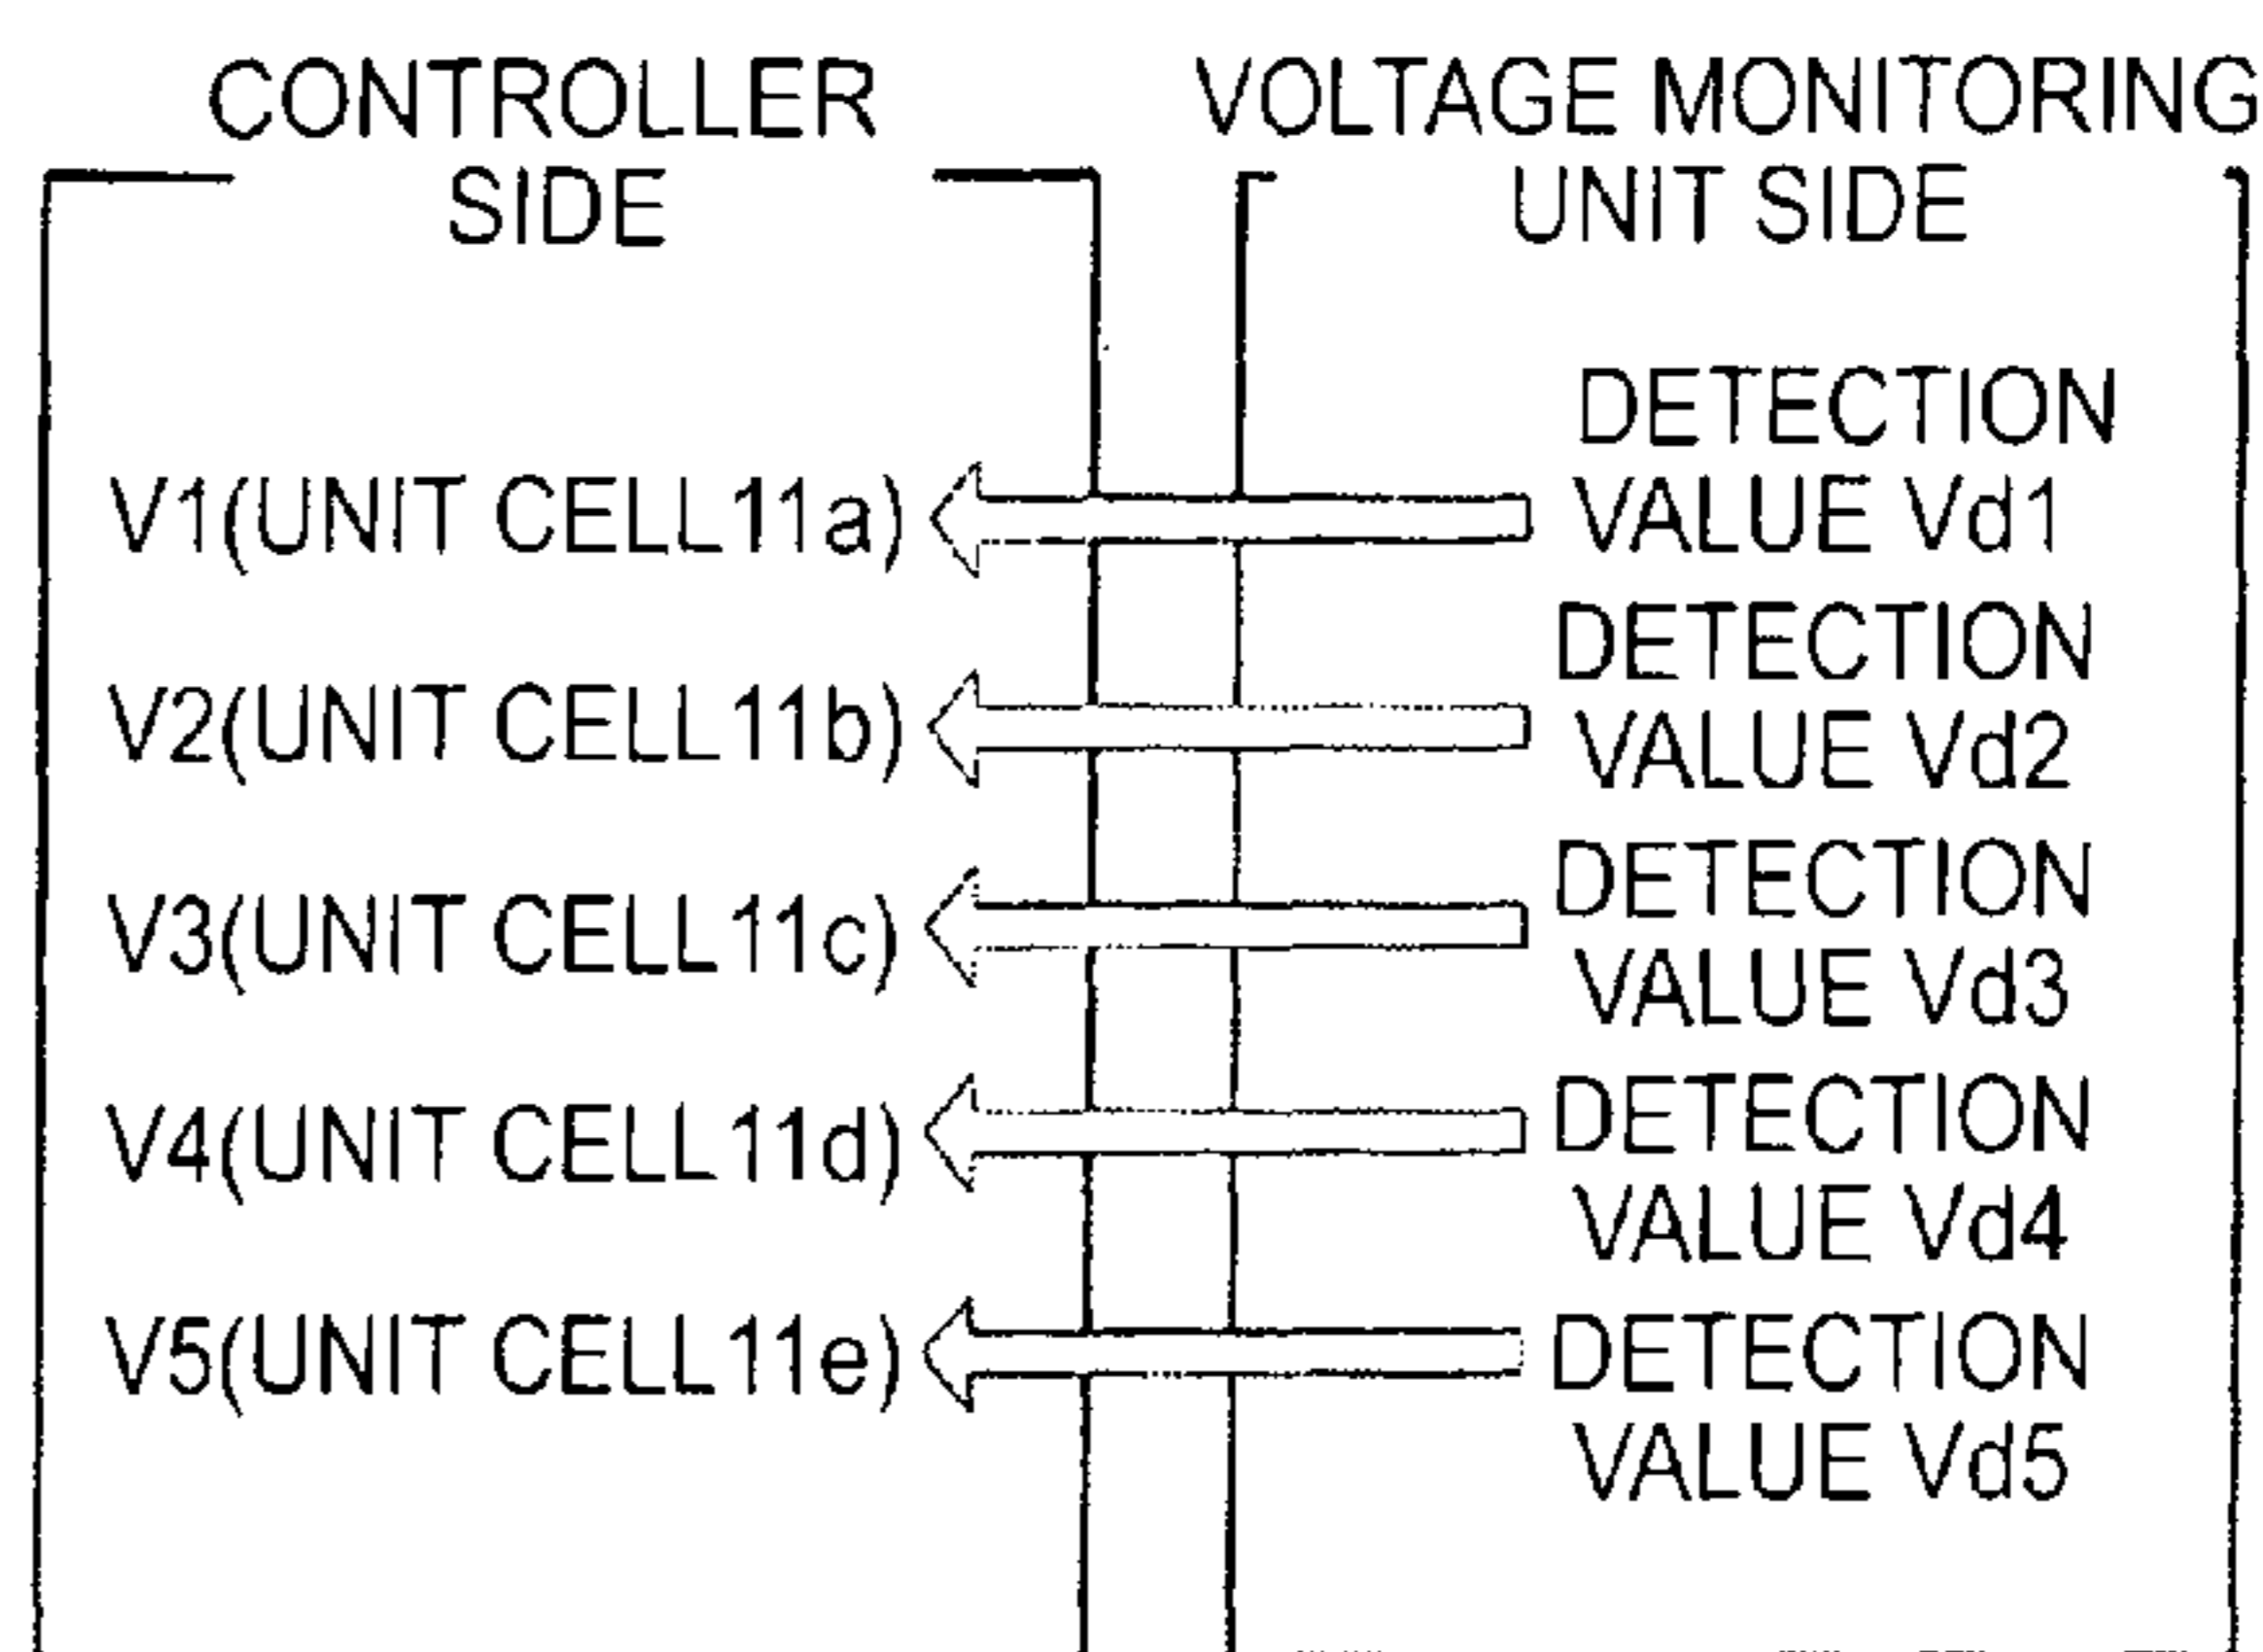 CONTROLLER
SIDE
VOLTAGE MONITORING
UNIT SIDE
V1(UNIT CELL11a)
DETECTION
VALUE Vd1
V2(UNIT CELL11b)
DETECTION
VALUE Vd2
V3(UNIT CELL11c)
DETECTION
VALUE Vd3
V4(UNIT CELL11d)
DETECTION
VALUE Vd4
V5(UNIT CELL11e)
DETECTION
VALUE Vd5